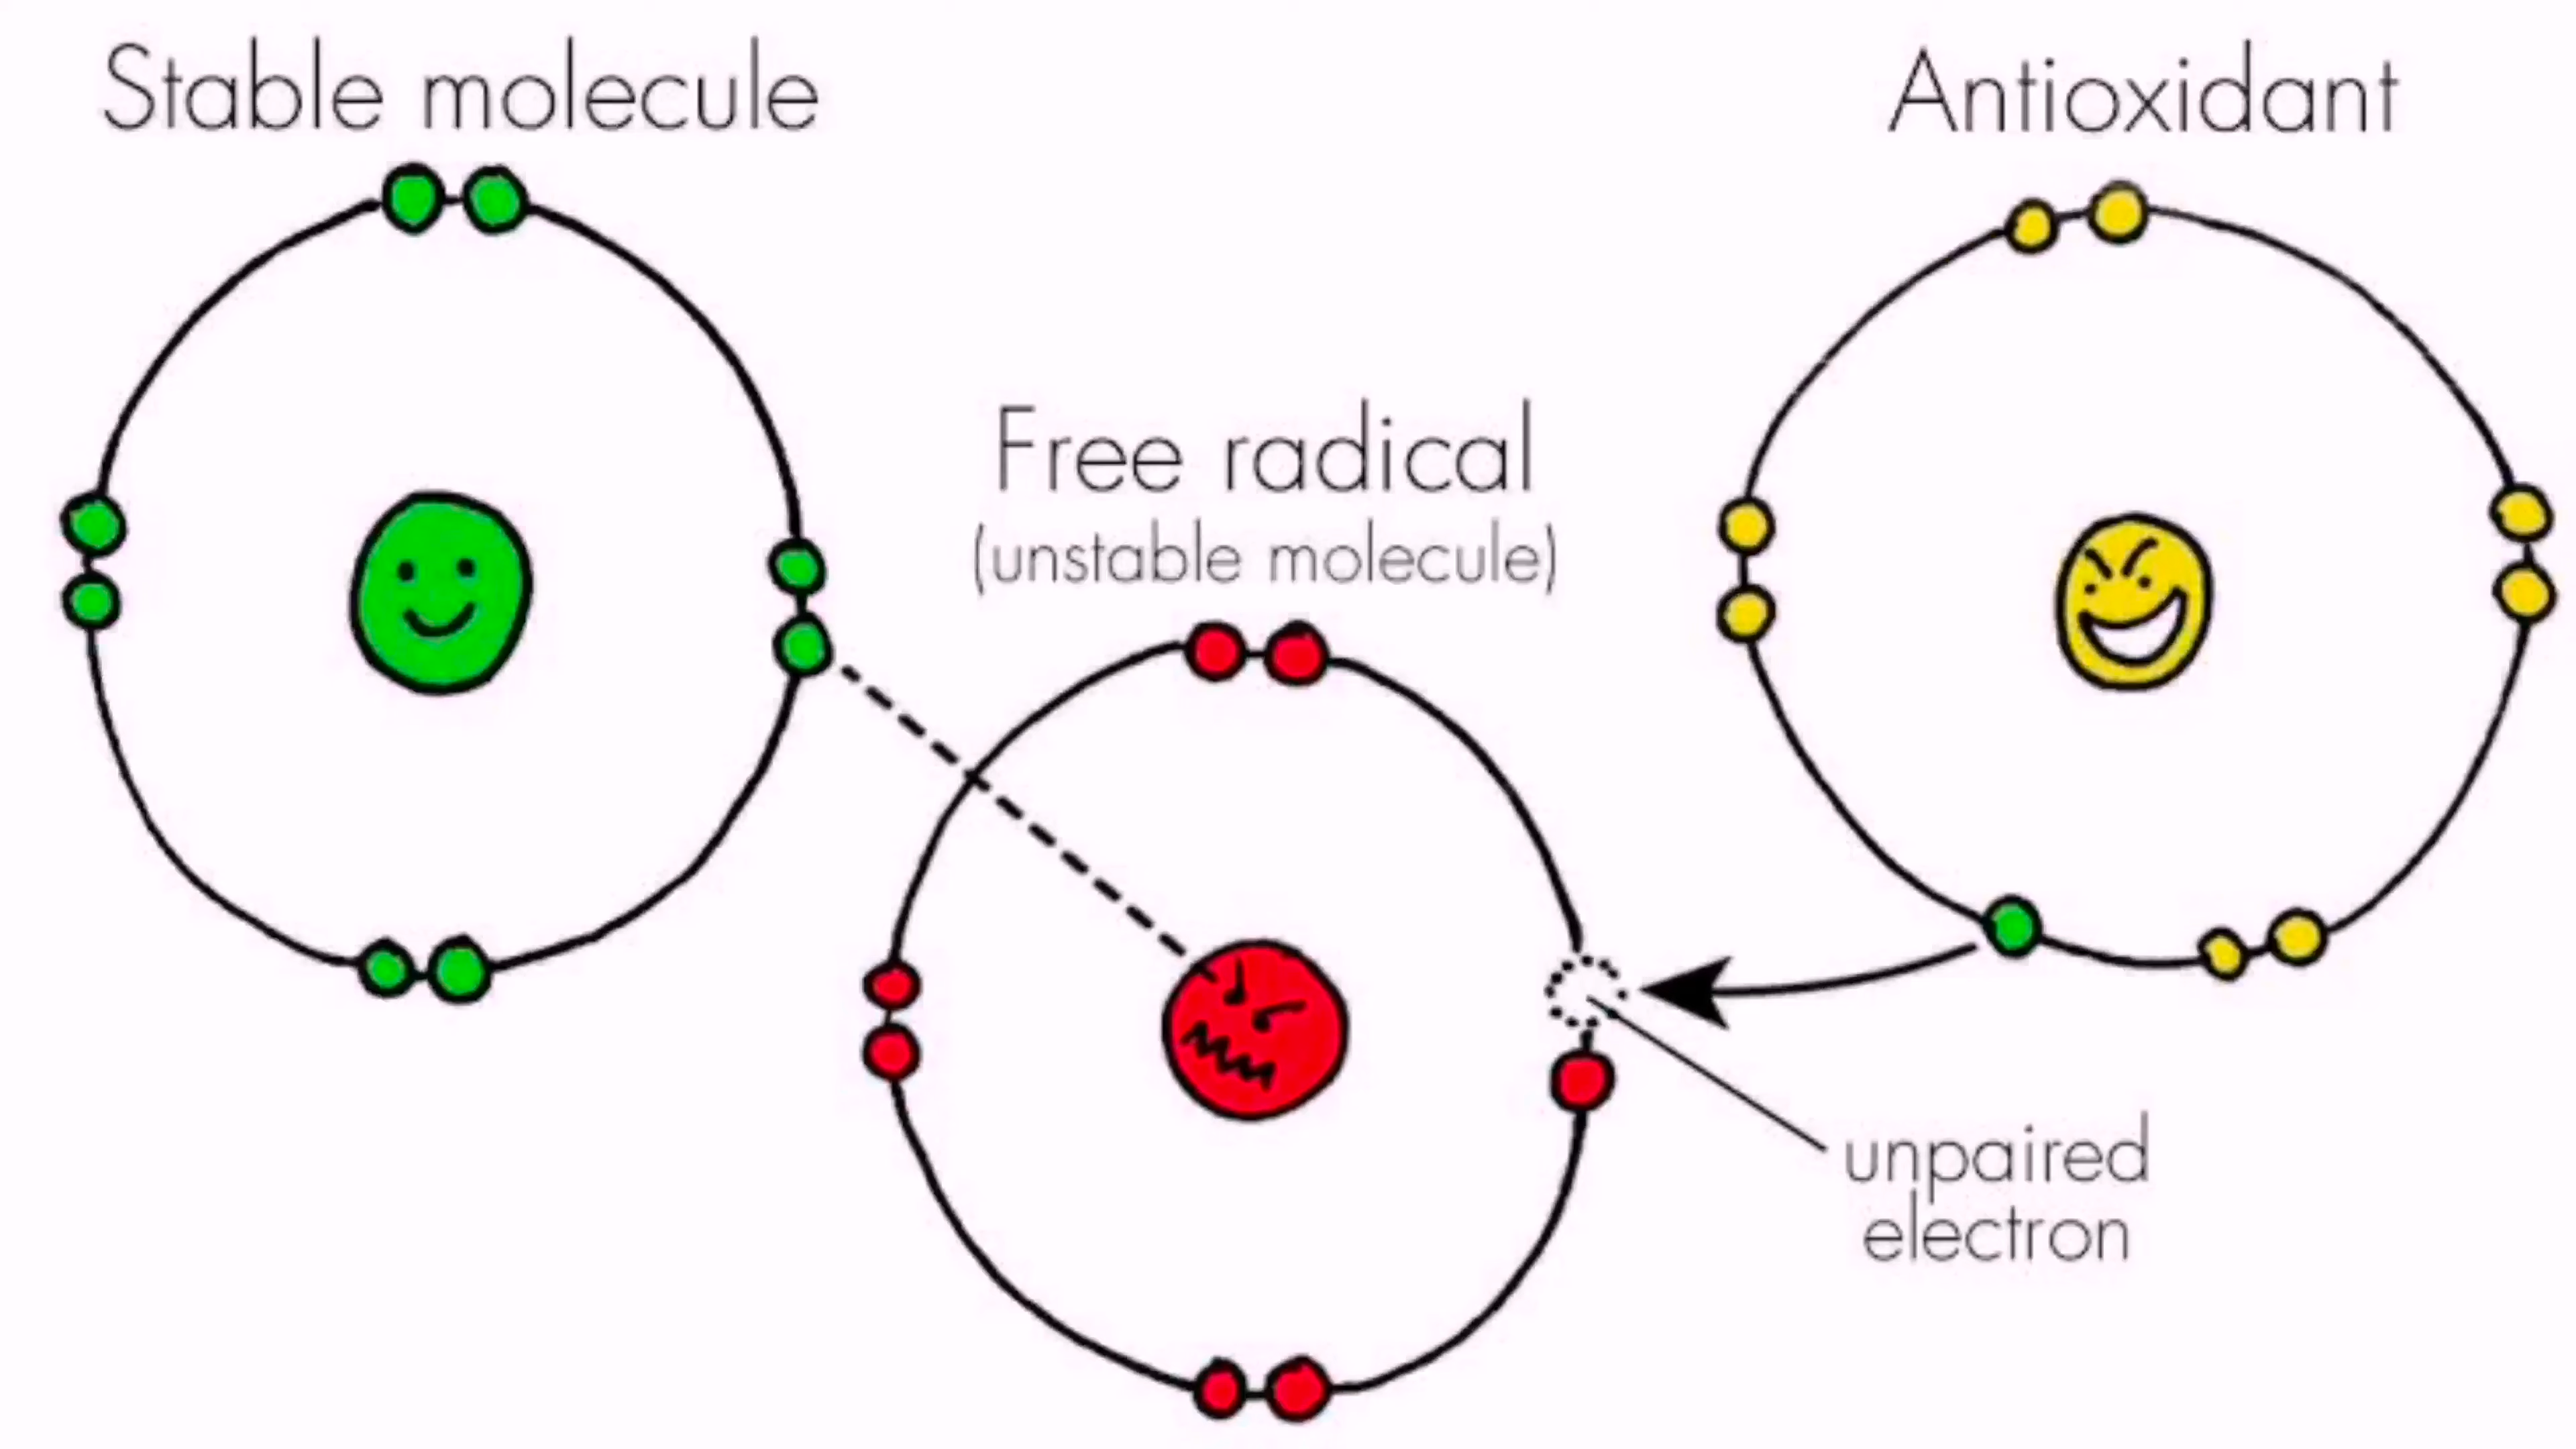 Stable molecule
Antioxidant
Free radical
(unstable molecule)
unpaired
electron